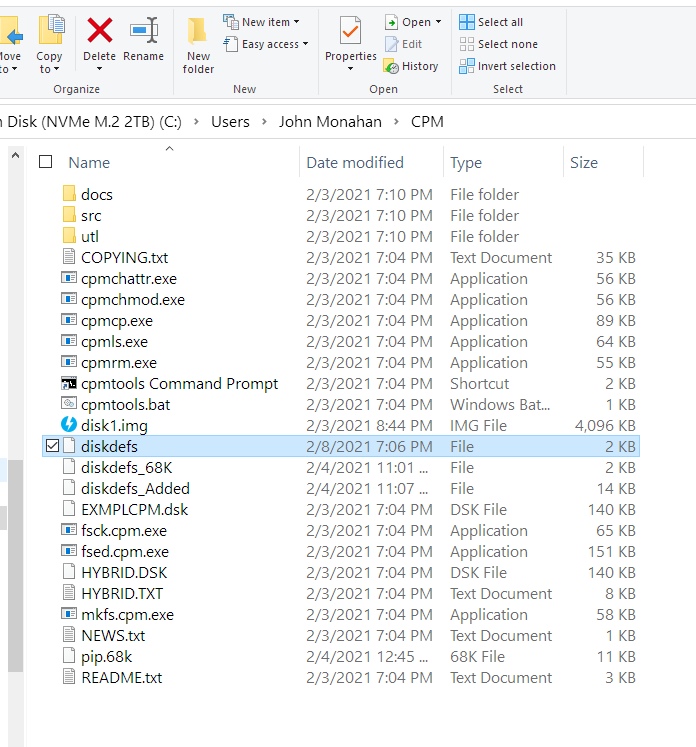 New item
Open
Select all
Move to
Copy to
Delete
Rename
New folder
Easy access
Properties
Edit
Select none
History
Invert selection
Organize
New
Open
Select
Disk (NVMe M.2 2TB) (C:) > Users > John Monahan > CPM
Name Date modified Type Size
docs 2/3/2021 7:10 PM File folder
src 2/3/2021 7:10 PM File folder
utl 2/3/2021 7:10 PM File folder
COPYING.txt 2/3/2021 7:04 PM Text Document 35 KB
cpmchattr.exe 2/3/2021 7:04 PM Application 56 KB
cpmchmod.exe 2/3/2021 7:04 PM Application 56 KB
cpmcp.exe 2/3/2021 7:04 PM Application 89 KB
cpmls.exe 2/3/2021 7:04 PM Application 64 KB
cpmrm.exe 2/3/2021 7:04 PM Application 55 KB
cpmtools Command Prompt 2/3/2021 7:04 PM Shortcut 2 KB
cpmtools.bat 2/3/2021 7:04 PM Windows Bat... 1 KB
disk1.img 2/3/2021 8:44 PM IMG File 4,096 KB
diskdefs 2/8/2021 7:06 PM File 2 KB
diskdefs_68K 2/4/2021 11:01 ... File 2 KB
diskdefs_Added 2/4/2021 11:07 ... File 14 KB
EXMPLCPM.dsk 2/3/2021 7:04 PM DSK File 140 KB
fsck.cpm.exe 2/3/2021 7:04 PM Application 65 KB
fsed.cpm.exe 2/3/2021 7:04 PM Application 151 KB
HYBRID.DSK 2/3/2021 7:04 PM DSK File 140 KB
HYBRID.TXT 2/3/2021 7:04 PM Text Document 8 KB
mkfs.cpm.exe 2/3/2021 7:04 PM Application 58 KB
NEWS.txt 2/3/2021 7:04 PM Text Document 1 KB
pip.68k 2/4/2021 12:45 ... 68K File 11 KB
README.txt 2/3/2021 7:04 PM Text Document 3 KB